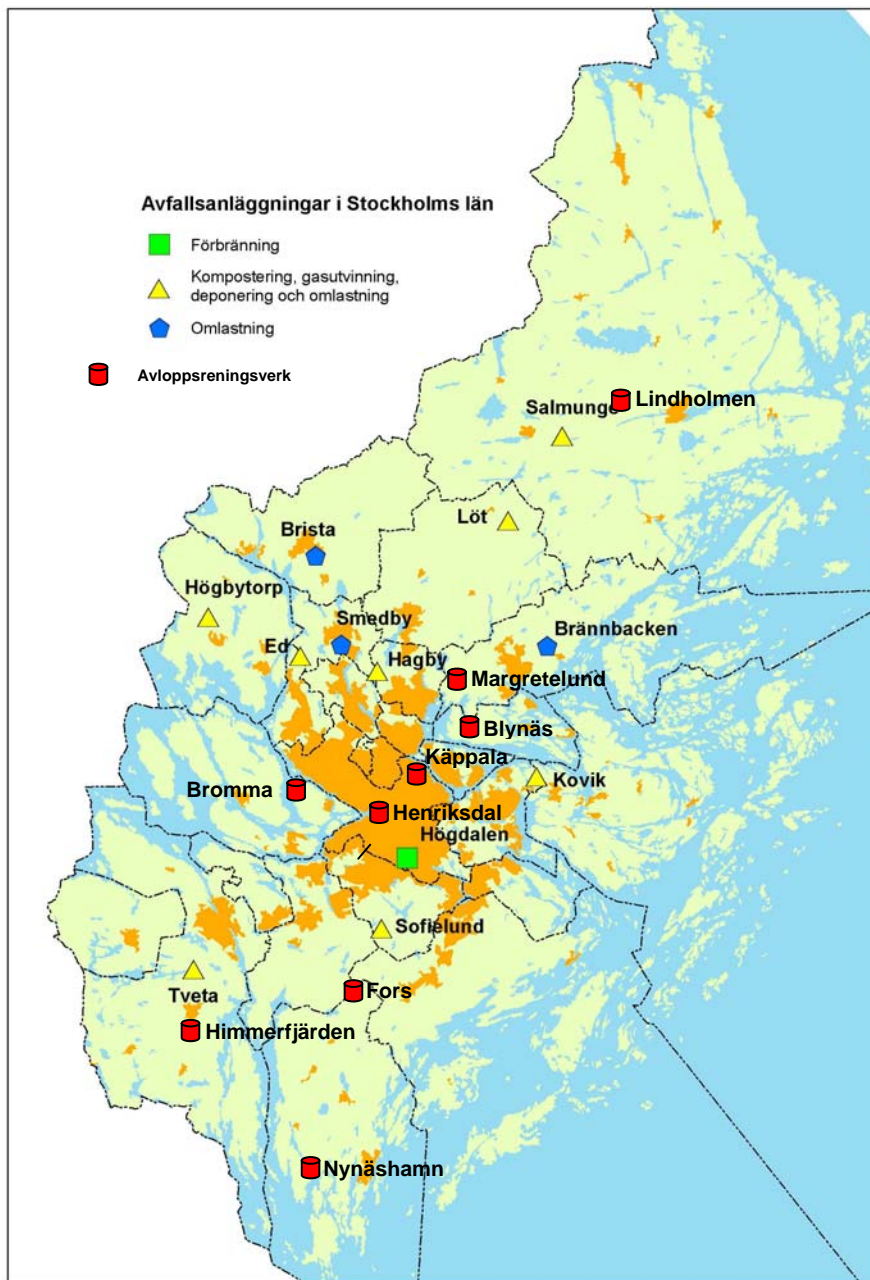 Avfallsanläggningar i Stockholms län
Förbränning
Kompostering, gasutvinning,
deponering och omlastning
Omlastning
Avloppsreningsverk
Lindholmen
Salmunge
Löt
Brista
Högbytorp
Smedby
Brännbacken
Ed
Hagby
Margretelund
Blynäs
Käppala
Kovik
Bromma
Henriksdal
Högdalen
Sofielund
Tveta
Fors
Himmerfjärden
Nynäshamn